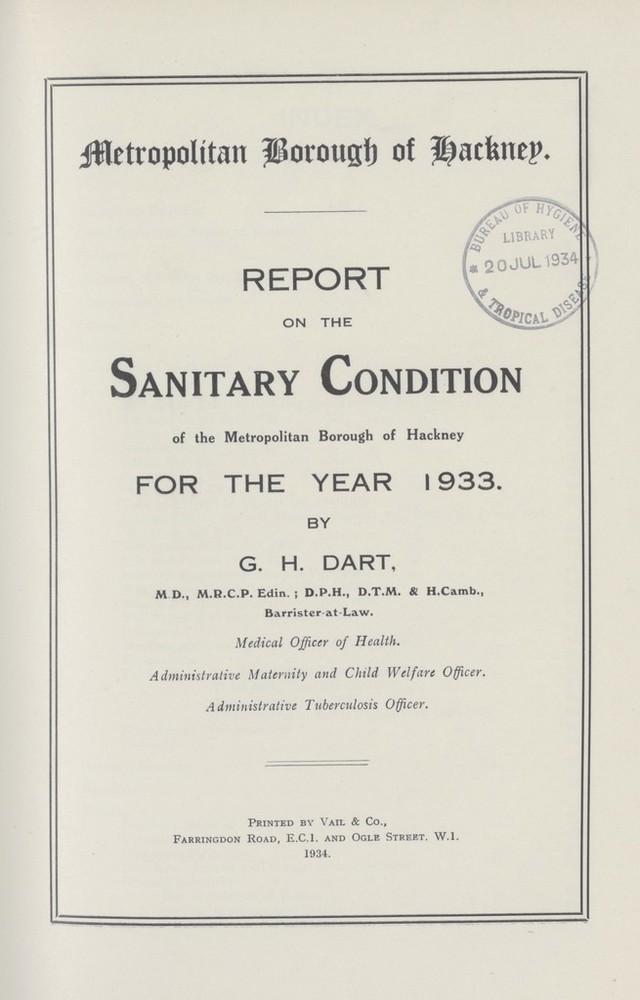 Metropolitan Borough of Hackney.
BUREAU OF HYGIENE
LIBRARY
* 20 JUL 1934 *
& TROPICAL DISEASES
REPORT
ON THE
SANITARY CONDITION
of the Metropolitan Borough of Hackney
FOR THE YEAR 1933.
BY
G. H. DART,
M D., M.R.C.P. Edin. ; D.P.H., D.T.M. & H.Camb.,
Barrister-at-Law.
Medical Officer of Health.
Administrative Maternity and Child Welfare Officer.
Administrative Tuberculosis Officer.
PRINTED BY VAIL & CO.,
FARRINGDON ROAD, E.C.1. AND OGLE STREET. W.1.
1934.